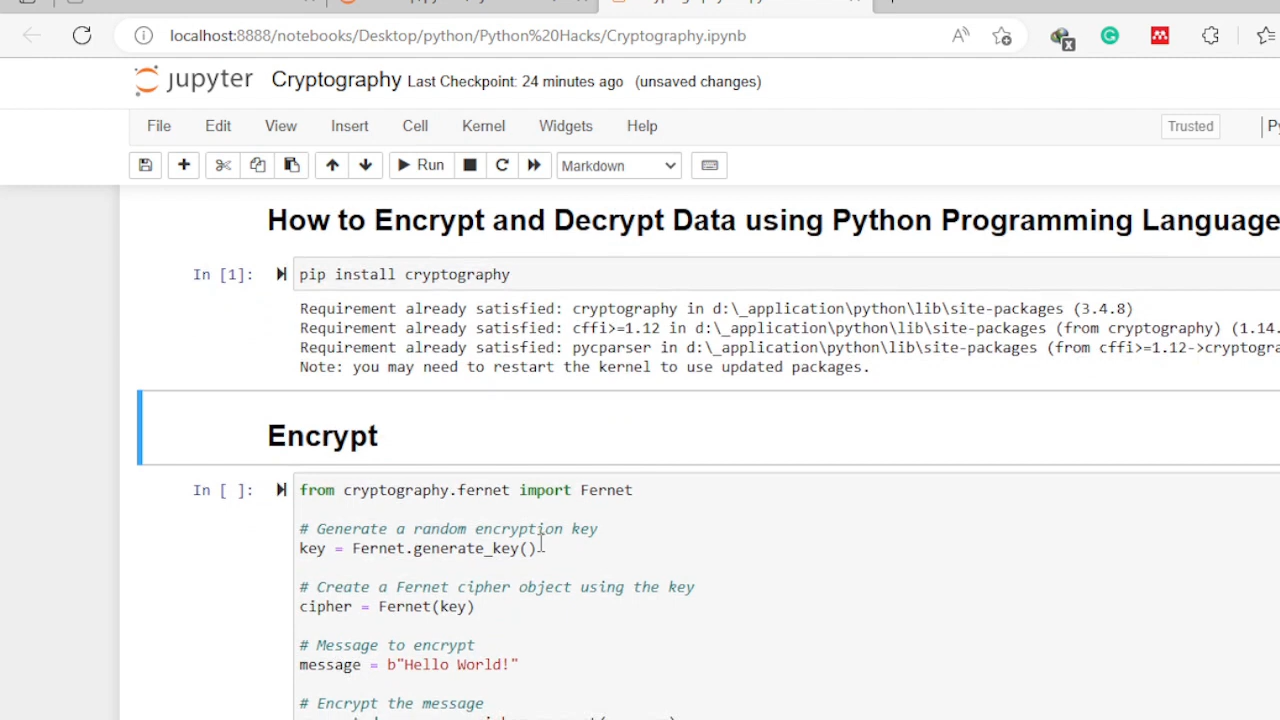 localhost:8888/notebooks/Desktop/python/Python%20Hacks/Cryptography.ipynb
jupyter Cryptography Last Checkpoint: 24 minutes ago (unsaved changes)
File Edit View Insert Cell Kernel Widgets Help Trusted
Run Markdown
How to Encrypt and Decrypt Data using Python Programming Language
In [1]: pip install cryptography
Requirement already satisfied: cryptography in d:\_application\python\lib\site-packages (3.4.8)
Requirement already satisfied: cffi>=1.12 in d:\_application\python\lib\site-packages (from cryptography) (1.14.
Requirement already satisfied: pycparser in d:\_application\python\lib\site-packages (from cffi>=1.12->cryptogra
Note: you may need to restart the kernel to use updated packages.
Encrypt
In [ ]: from cryptography.fernet import Fernet
# Generate a random encryption key
key = Fernet.generate_key()
# Create a Fernet cipher object using the key
cipher = Fernet(key)
# Message to encrypt
message = b"Hello World!"
# Encrypt the message